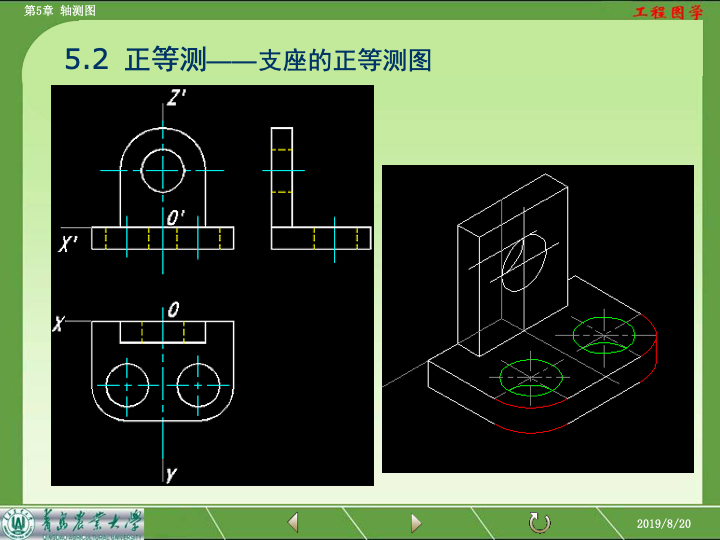 第5章 轴测图
工程图学
5.2 正等测——支座的正等测图
Z'
O'
X'
X
O
Y
青岛农业大学
2019/8/20